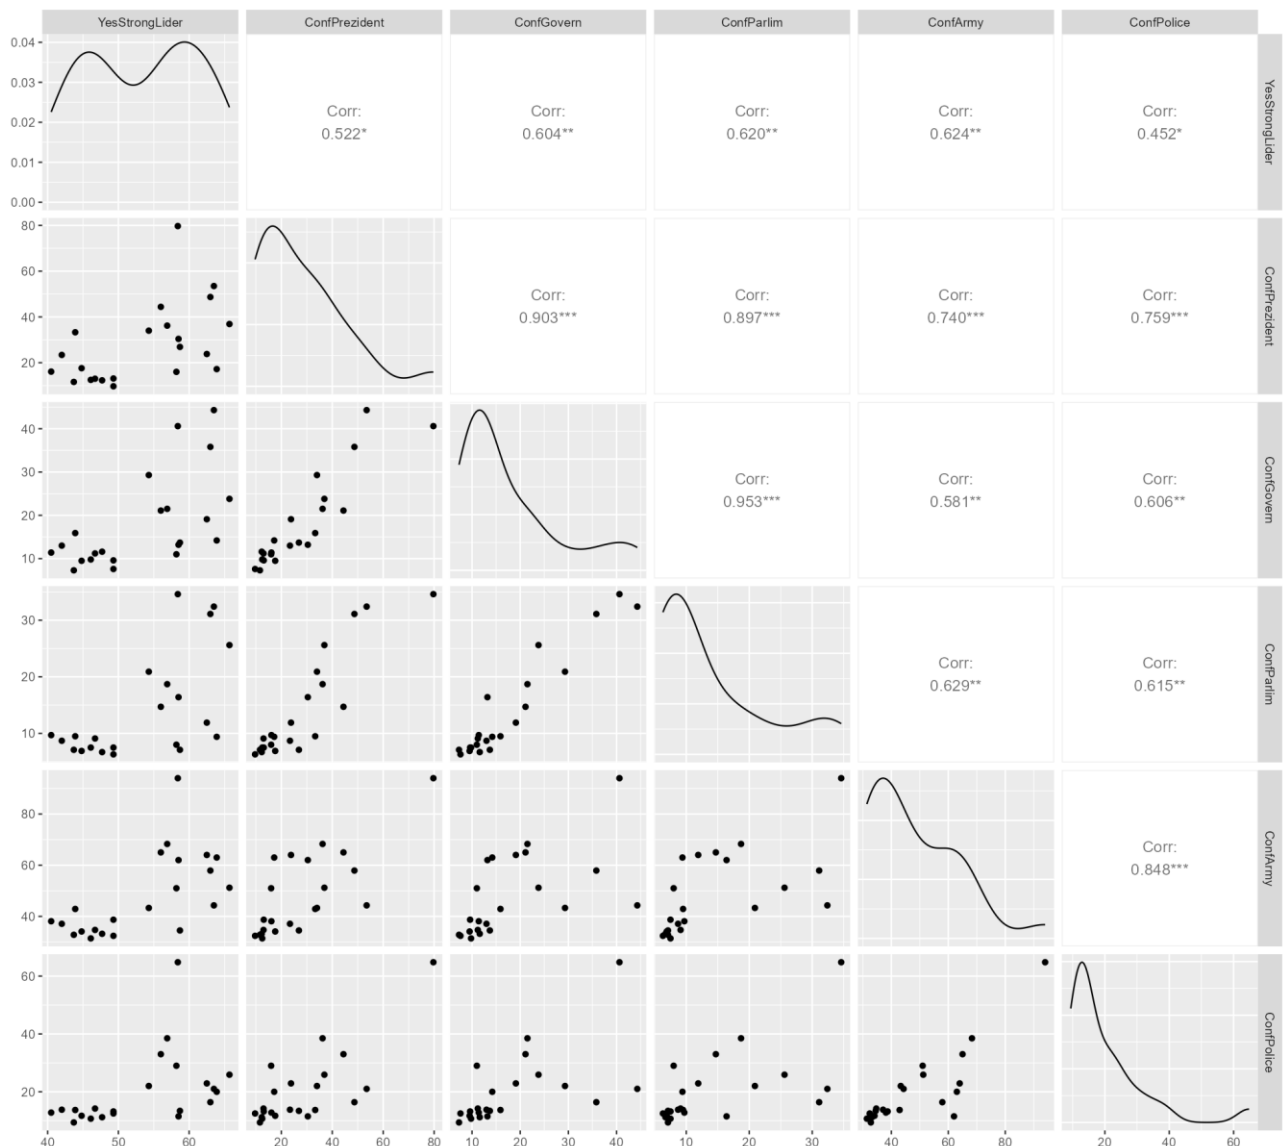 YesStrongLider ConfPrezident ConfGovern ConfParlim ConfArmy ConfPolice
0.04
0.03
0.02
0.01
0.00
Corr:
0.522*
Corr:
0.604**
Corr:
0.620**
Corr:
0.624**
Corr:
0.452*
YesStrongLider
80
60
40
20
Corr:
0.903***
Corr:
0.897***
Corr:
0.740***
Corr:
0.759***
ConfPrezident
40
30
20
10
Corr:
0.953***
Corr:
0.581**
Corr:
0.606**
ConfGovern
30
20
10
Corr:
0.629**
Corr:
0.615**
ConfParlim
80
60
40
Corr:
0.848***
ConfArmy
60
40
20
ConfPolice
40 50 60 20 40 60 80 10 20 30 40 10 20 30 40 60 80 20 40 60